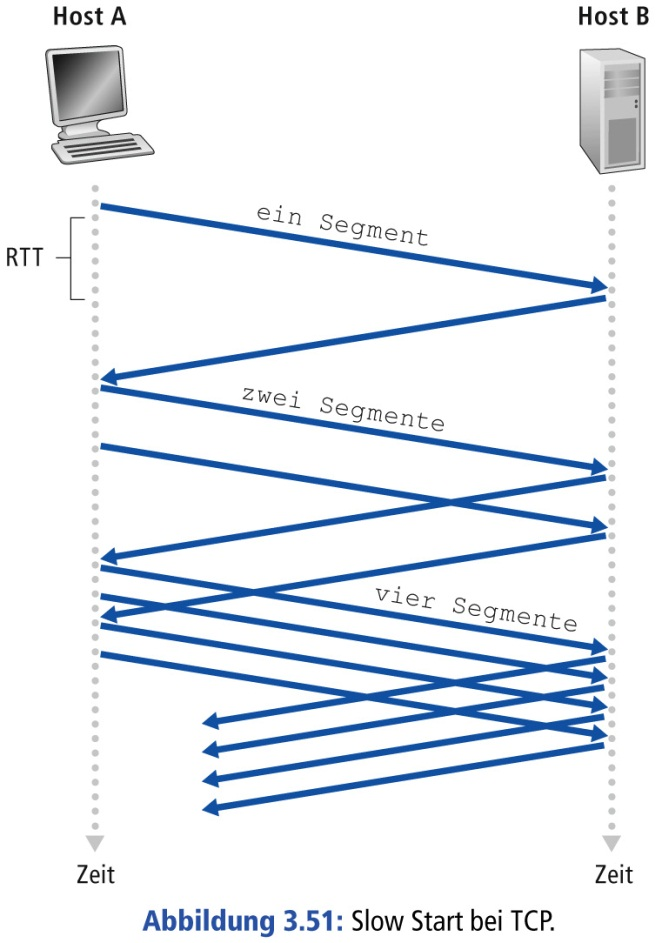 Host A
Host B
ein Segment
RTT
zwei Segmente
vier Segmente
Zeit
Zeit
Abbildung 3.51: Slow Start bei TCP.